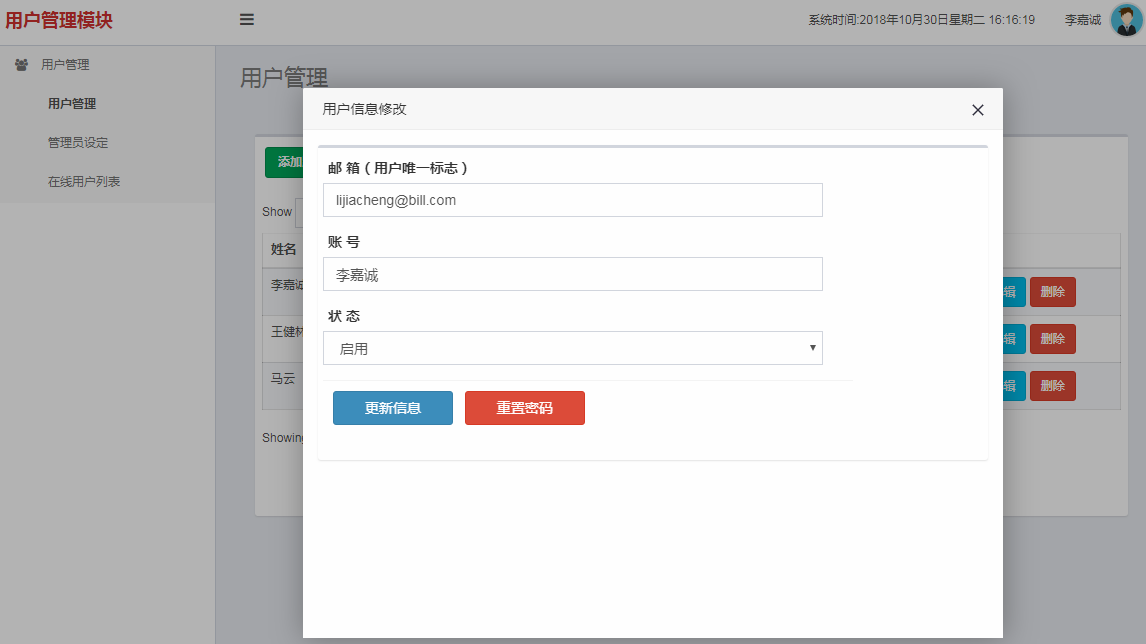 用户管理模块
系统时间:2018年10月30日星期二 16:16:19
李嘉诚
用户管理
用户管理
管理员设定
在线用户列表
用户管理
添加
Show
姓名
李嘉诚
辑
删除
王健林
辑
删除
马云
辑
删除
Showing
用户信息修改
邮 箱 ( 用户唯一标志 )
lijiacheng@bill.com
账 号
李嘉诚
状 态
启用
更新信息
重置密码